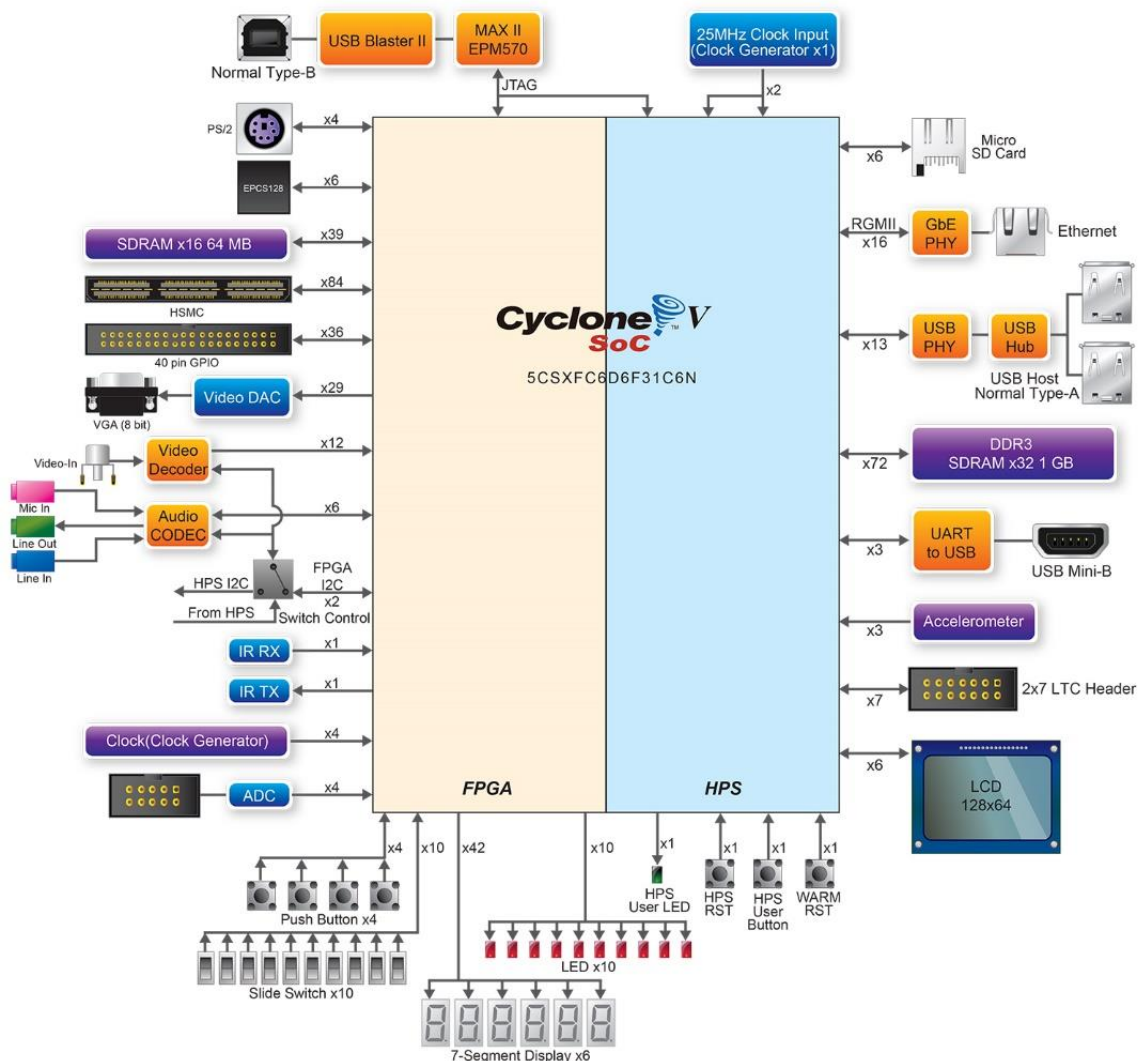 Normal Type-B
USB Blaster II
MAX II
EPM570
JTAG
25MHz Clock Input
(Clock Generator x1)
x2
PS/2
x4
EPCS128
x6
SDRAM x16 64 MB
x39
HSMC
x84
40 pin GPIO
x36
VGA (8 bit)
Video DAC
x29
Video-In
Video
Decoder
x12
Mic In
Line Out
Line In
Audio
CODEC
x6
HPS I2C
From HPS
FPGA
I2C
x2
Switch Control
IR RX
x1
IR TX
x1
Clock(Clock Generator)
x4
ADC
x4
Cyclone V
TM
SoC
5CSXFC6D6F31C6N
FPGA
HPS
x6
Micro
SD Card
RGMII
x16
GbE
PHY
Ethernet
x13
USB
PHY
USB
Hub
USB Host
Normal Type-A
x72
DDR3
SDRAM x32 1 GB
x3
UART
to USB
USB Mini-B
x3
Accelerometer
x7
2x7 LTC Header
x6
LCD
128x64
x4
Push Button x4
x10
Slide Switch x10
x42
7-Segment Display x6
x10
LED x10
x1
HPS
User LED
x1
HPS
RST
x1
HPS
User
Button
x1
WARM
RST